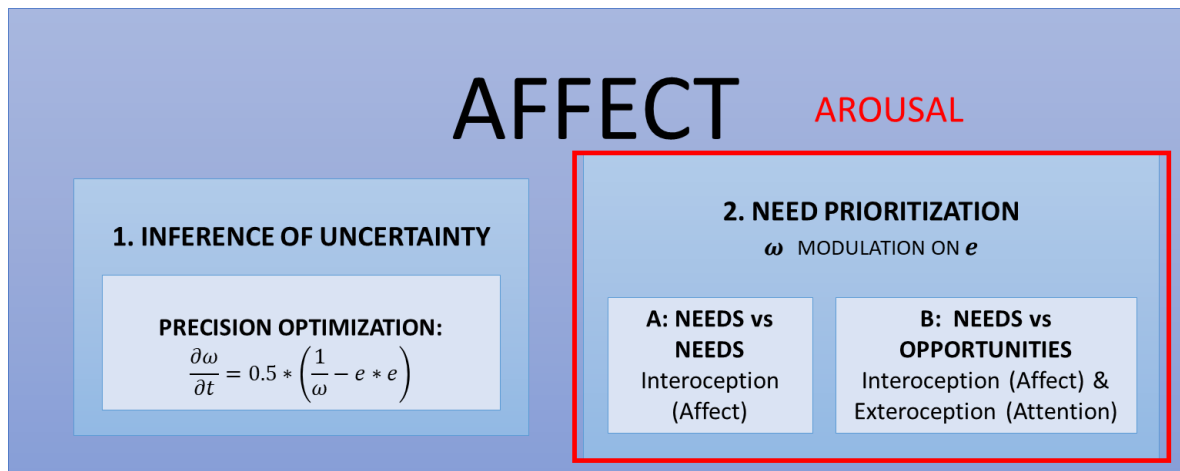 AFFECT
AROUSAL
1. INFERENCE OF UNCERTAINTY
PRECISION OPTIMIZATION:
∂ω/∂t = 0.5 * (1/ω − e * e)
2. NEED PRIORITIZATION
ω MODULATION ON e
A: NEEDS vs
NEEDS
Interoception
(Affect)
B: NEEDS vs
OPPORTUNITIES
Interoception (Affect) &
Exteroception (Attention)